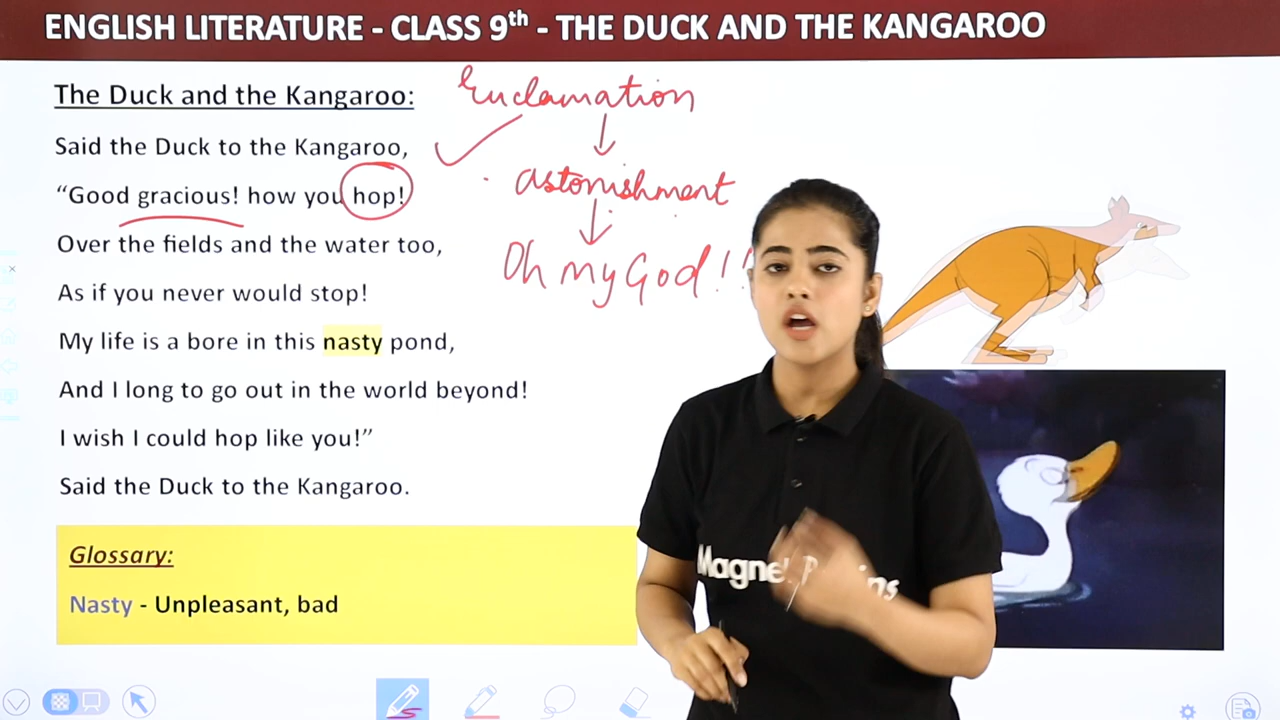 ENGLISH LITERATURE - CLASS 9th - THE DUCK AND THE KANGAROO
The Duck and the Kangaroo:
Said the Duck to the Kangaroo,
“Good gracious! how you hop!
Over the fields and the water too,
As if you never would stop!
My life is a bore in this nasty pond,
And I long to go out in the world beyond!
I wish I could hop like you!”
Said the Duck to the Kangaroo.
Exclamation
astonishment
Oh my God!!
Glossary:
Nasty - Unpleasant, bad